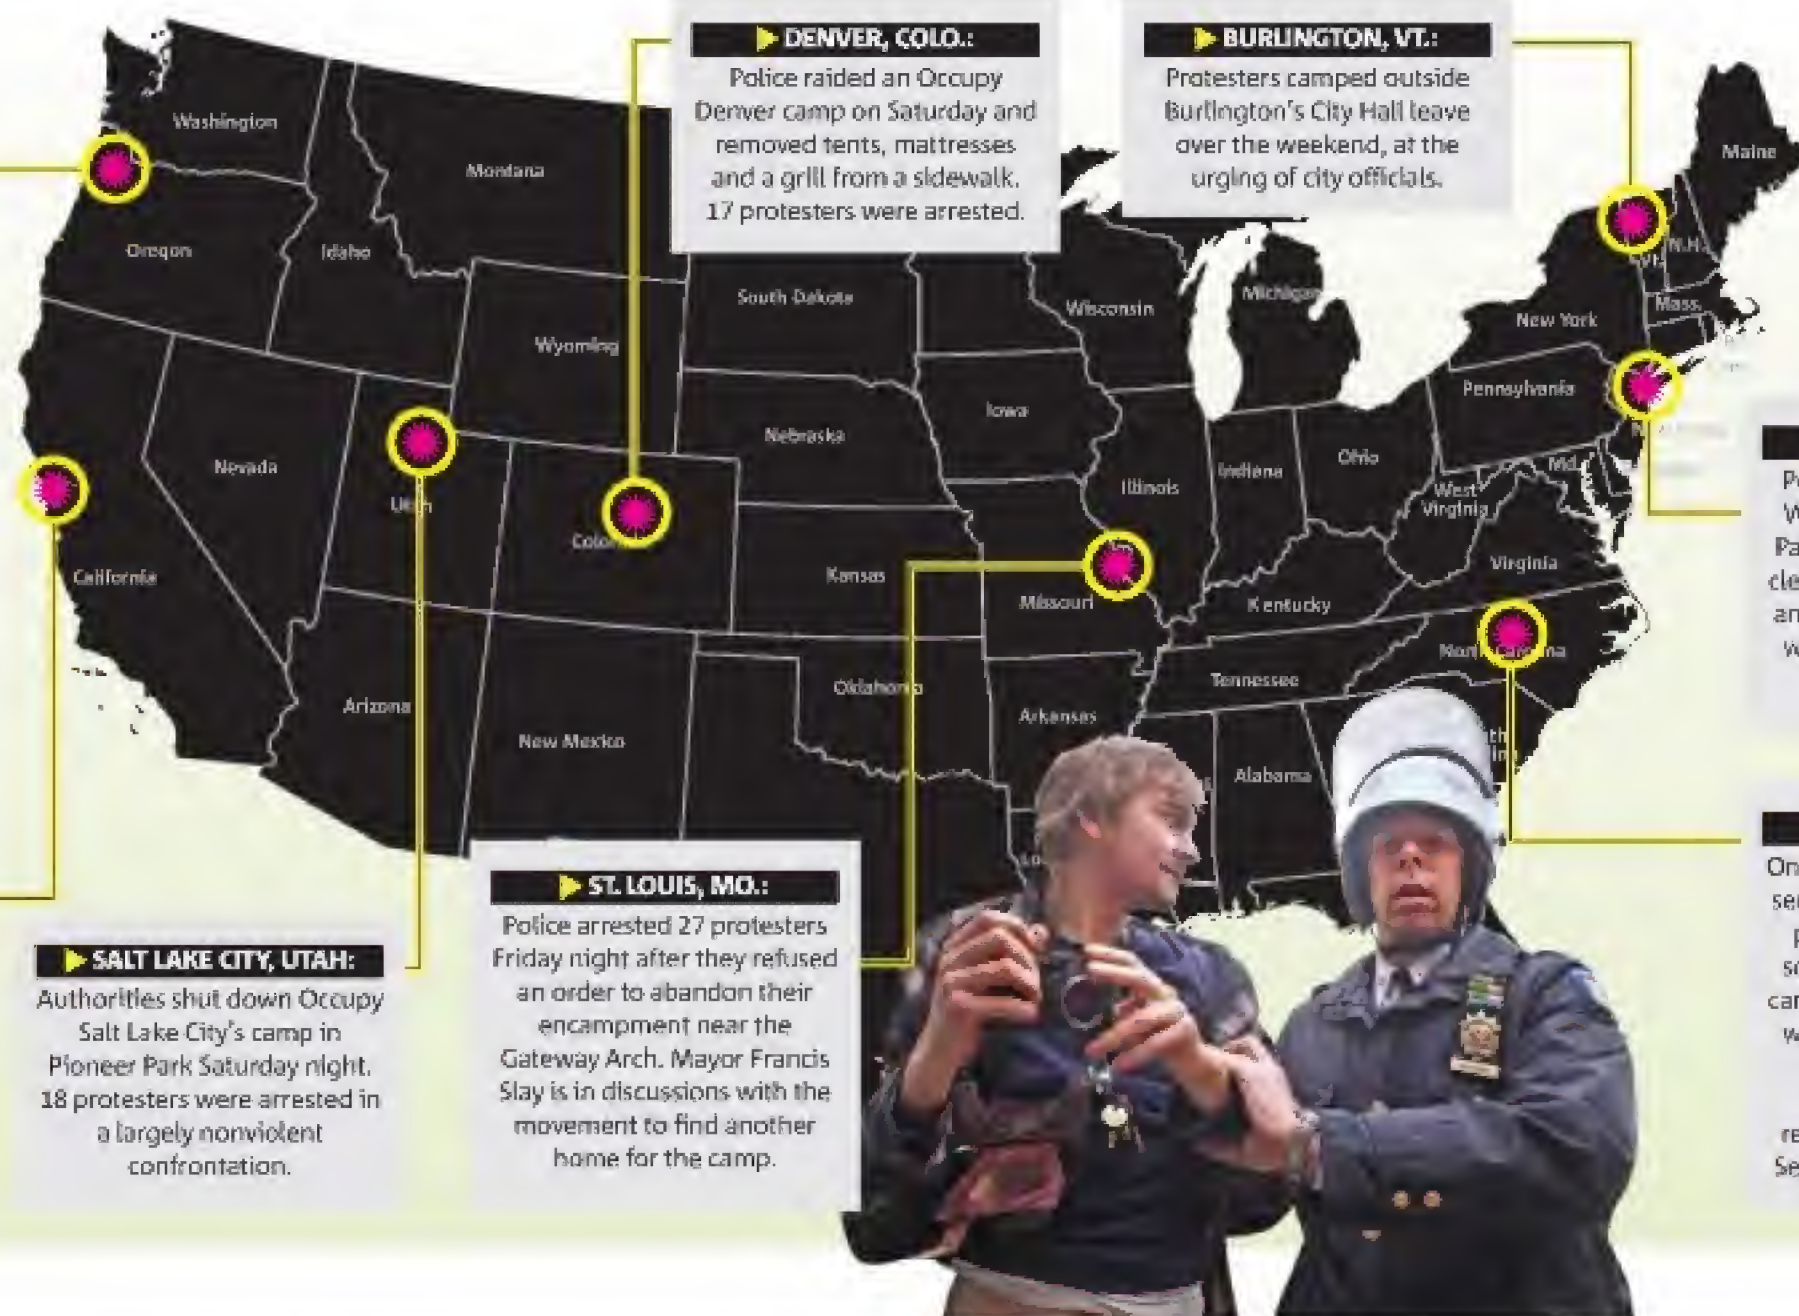 DENVER, COLO.:
Police raided an Occupy
Denver camp on Saturday and
removed tents, mattresses
and a grill from a sidewalk.
17 protesters were arrested.
BURLINGTON, VT.:
Protesters camped outside
Burlington's City Hall leave
over the weekend, at the
urging of city officials.
Washington
Montana
Maine
Oregon
Idaho
N.H.
Vt.
South Dakota
Wisconsin
Michigan
Mass.
New York
Wyoming
Pennsylvania
Iowa
Nebraska
Nevada
Ohio
Indiana
Illinois
Md.
West
Virginia
Utah
Colo
Kansas
California
Missouri
Kentucky
Virginia
North Carolina
Tennessee
Oklahoma
Arizona
Arkansas
New Mexico
Alabama
ST. LOUIS, MO.:
Police arrested 27 protesters
Friday night after they refused
an order to abandon their
encampment near the
Gateway Arch. Mayor Francis
Slay is in discussions with the
movement to find another
home for the camp.
SALT LAKE CITY, UTAH:
Authorities shut down Occupy
Salt Lake City's camp in
Pioneer Park Saturday night.
18 protesters were arrested in
a largely nonviolent
confrontation.